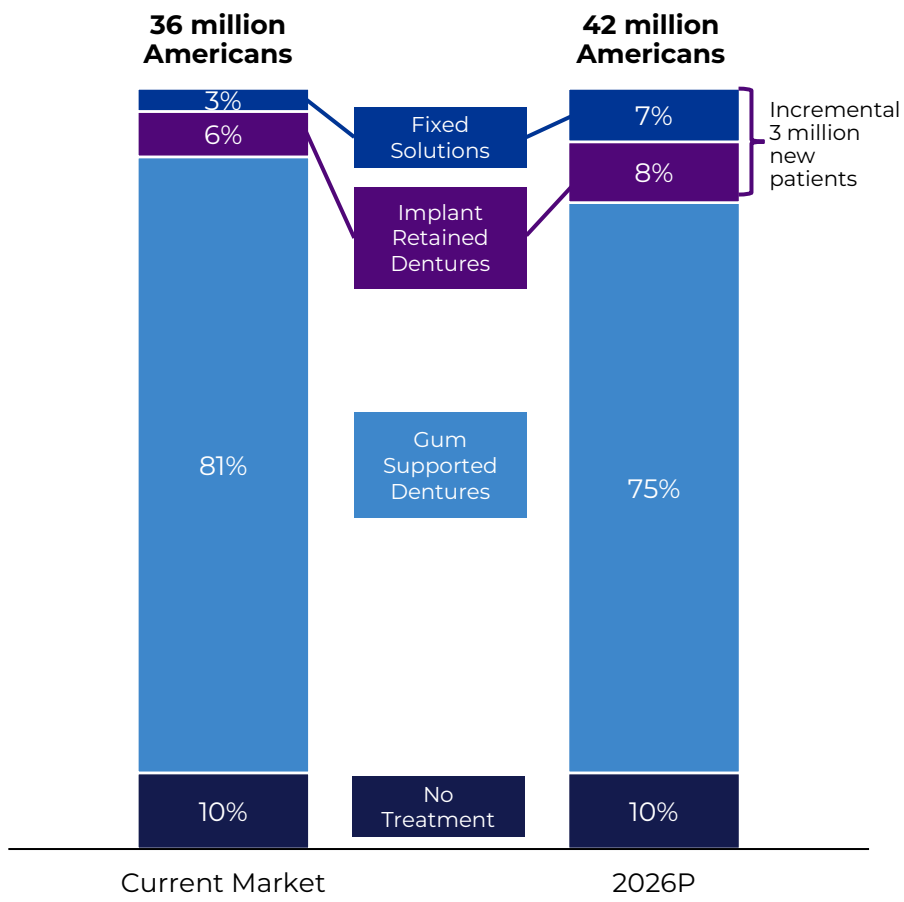 36 million
Americans
42 million
Americans
3%
6%
81%
10%
Fixed
Solutions
Implant
Retained
Dentures
Gum
Supported
Dentures
No
Treatment
7%
8%
75%
10%
Incremental
3 million
new
patients
Current Market
2026P